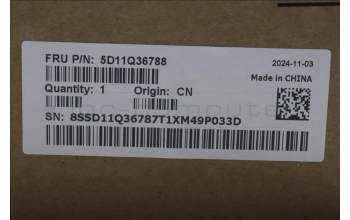 FRU P/N: 5D11Q36788
2024-11-03
Made in CHINA
Quantity: 1 Origin: CN
SN: 8SSD11Q36787T1XM49P033D